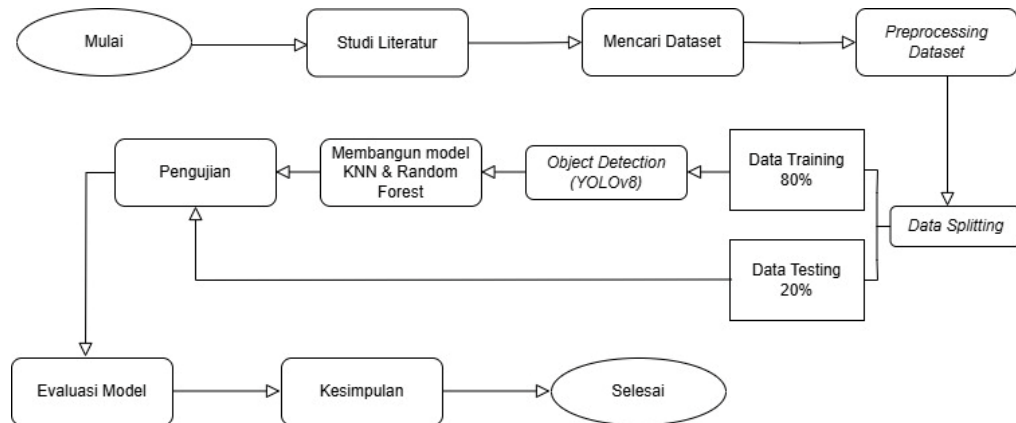 Mulai
Studi Literatur
Mencari Dataset
Preprocessing
Dataset
Pengujian
Membangun model
KNN & Random
Forest
Object Detection
(YOLOv8)
Data Training
80%
Data Splitting
Data Testing
20%
Evaluasi Model
Kesimpulan
Selesai